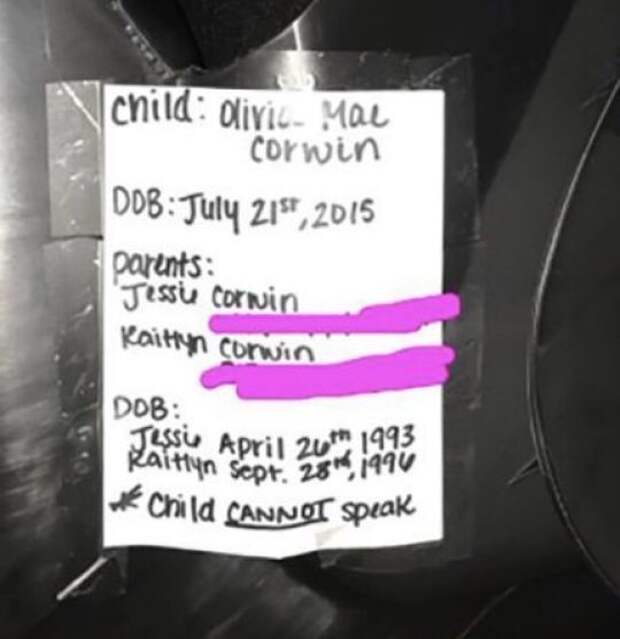 child: Olivia Mae
corwin
DOB: July 21st, 2015
parents:
Jessie Corwin
Kaitlyn Corwin
DOB:
Jessie April 26th 1993
Kaitlyn Sept. 28rd, 1996
* Child CANNOT speak